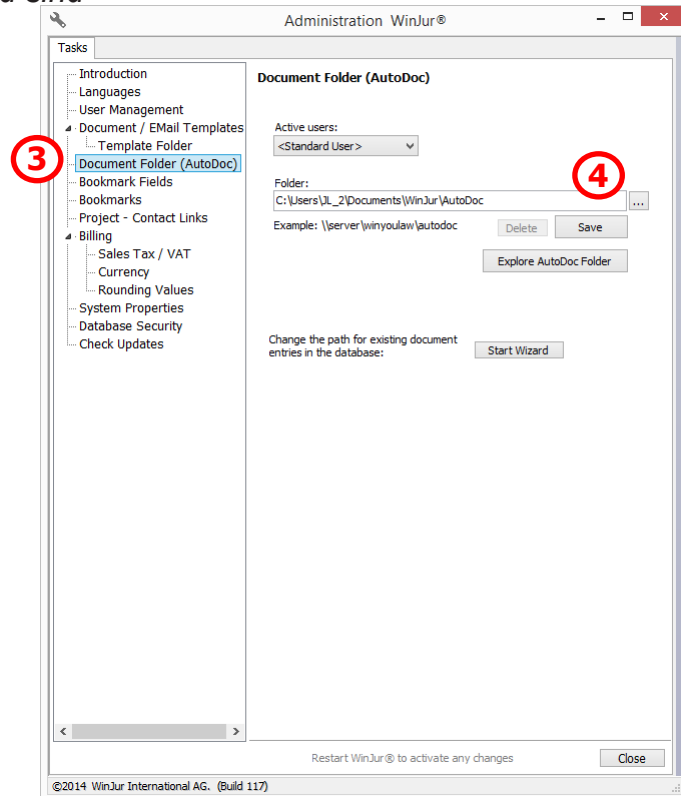 Administration WinJur®
Tasks
Introduction
Languages
User Management
Document / EMail Templates
Template Folder
Document Folder (AutoDoc)
Bookmark Fields
Bookmarks
Project - Contact Links
Billing
Sales Tax / VAT
Currency
Rounding Values
System Properties
Database Security
Check Updates
3
Document Folder (AutoDoc)
Active users:
<Standard User>
4
Folder:
C:\Users\JL_2\Documents\WinJur\AutoDoc
...
Example: \\server\winyoulaw\autodoc
Delete
Save
Explore AutoDoc Folder
Change the path for existing document
entries in the database:
Start Wizard
Restart WinJur® to activate any changes
Close
©2014 WinJur International AG. (Build 117)